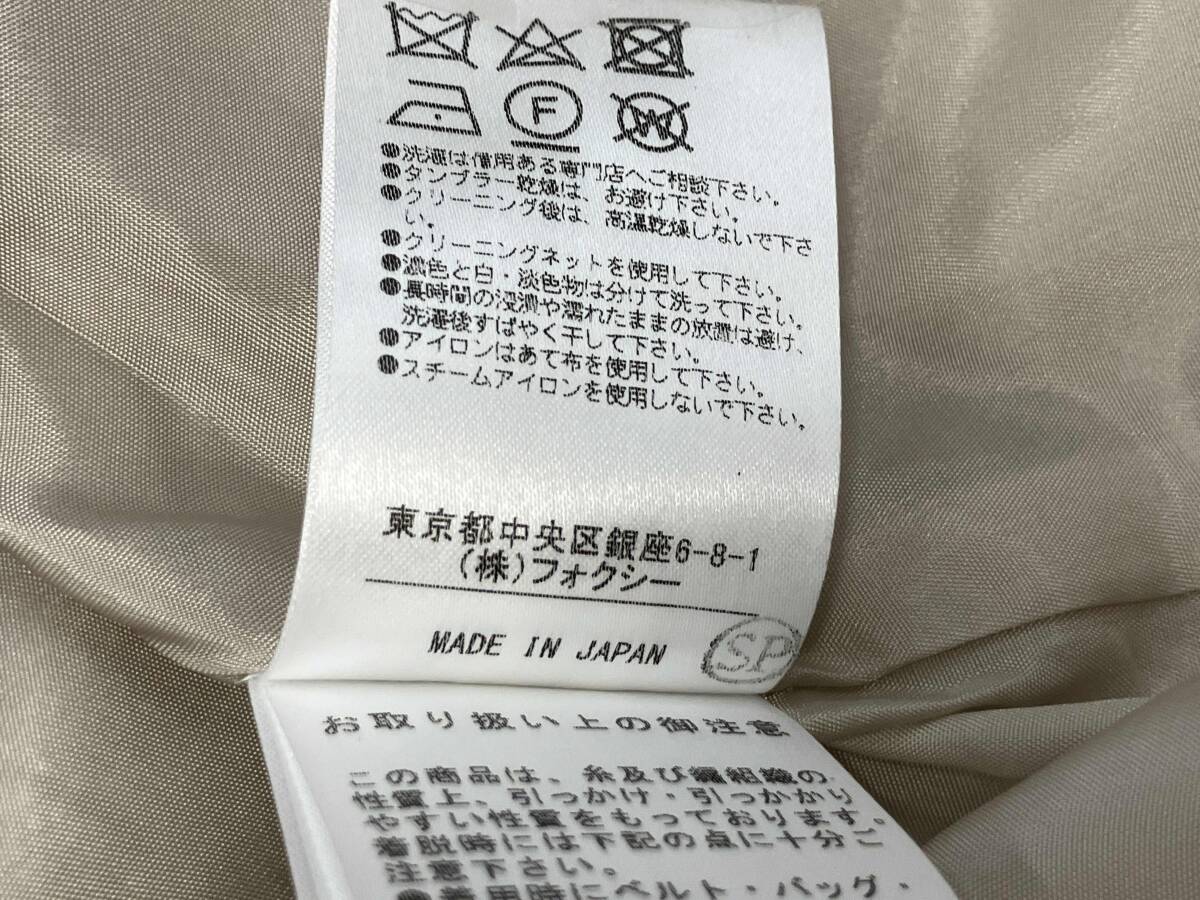 F
W
●洗濯は信用ある専門店へご相談下さい。
●タンブラー乾燥は、お避け下さい。
●クリーニング後は、高温乾燥しないで下さ
い。
●クリーニングネットを使用して下さい。
●濃色と白・淡色物は分けて洗って下さい。
●長時間の浸漬や濡れたままの放置は避け、
洗濯後すばやく干して下さい。
●アイロンはあて布を使用して下さい。
●スチームアイロンを使用しないで下さい。
東京都中央区銀座6-8-1
(株)フォクシー
MADE IN JAPAN
SP
お取り扱い上の御注意
この商品は、糸及び編組織の
性質上、引っかけ・引っかかり
やすい性質をもっております。
着脱時には下記の点に十分ご
注意下さい。
●着用時にベルト・バッグ・